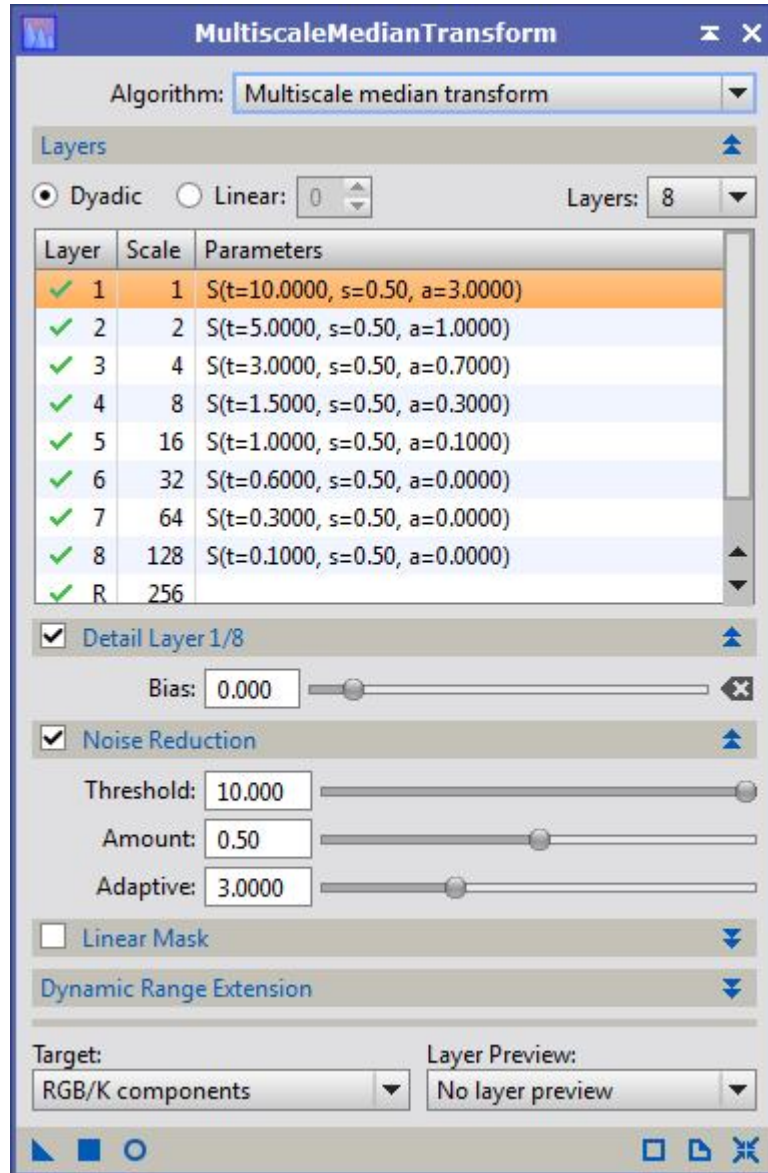 MultiscaleMedianTransform
Algorithm: Multiscale median transform
Layers
Dyadic Linear: 0 Layers: 8
Layer Scale Parameters
1 1 S(t=10.0000, s=0.50, a=3.0000)
2 2 S(t=5.0000, s=0.50, a=1.0000)
3 4 S(t=3.0000, s=0.50, a=0.7000)
4 8 S(t=1.5000, s=0.50, a=0.3000)
5 16 S(t=1.0000, s=0.50, a=0.1000)
6 32 S(t=0.6000, s=0.50, a=0.0000)
7 64 S(t=0.3000, s=0.50, a=0.0000)
8 128 S(t=0.1000, s=0.50, a=0.0000)
R 256
Detail Layer 1/8
Bias: 0.000
Noise Reduction
Threshold: 10.000
Amount: 0.50
Adaptive: 3.0000
Linear Mask
Dynamic Range Extension
Target: Layer Preview:
RGB/K components No layer preview